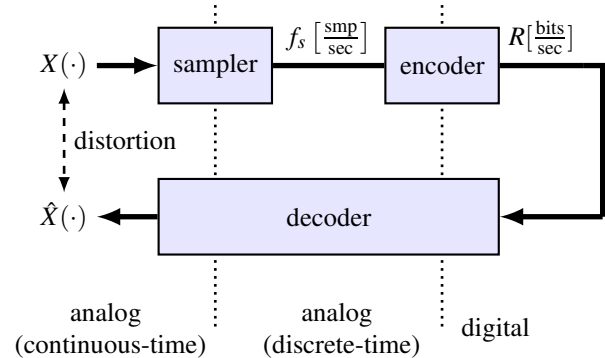 X(·)
sampler
f_s [smp/sec]
encoder
R[bits/sec]
distortion
X̂(·)
decoder
analog
(continuous-time)
analog
(discrete-time)
digital